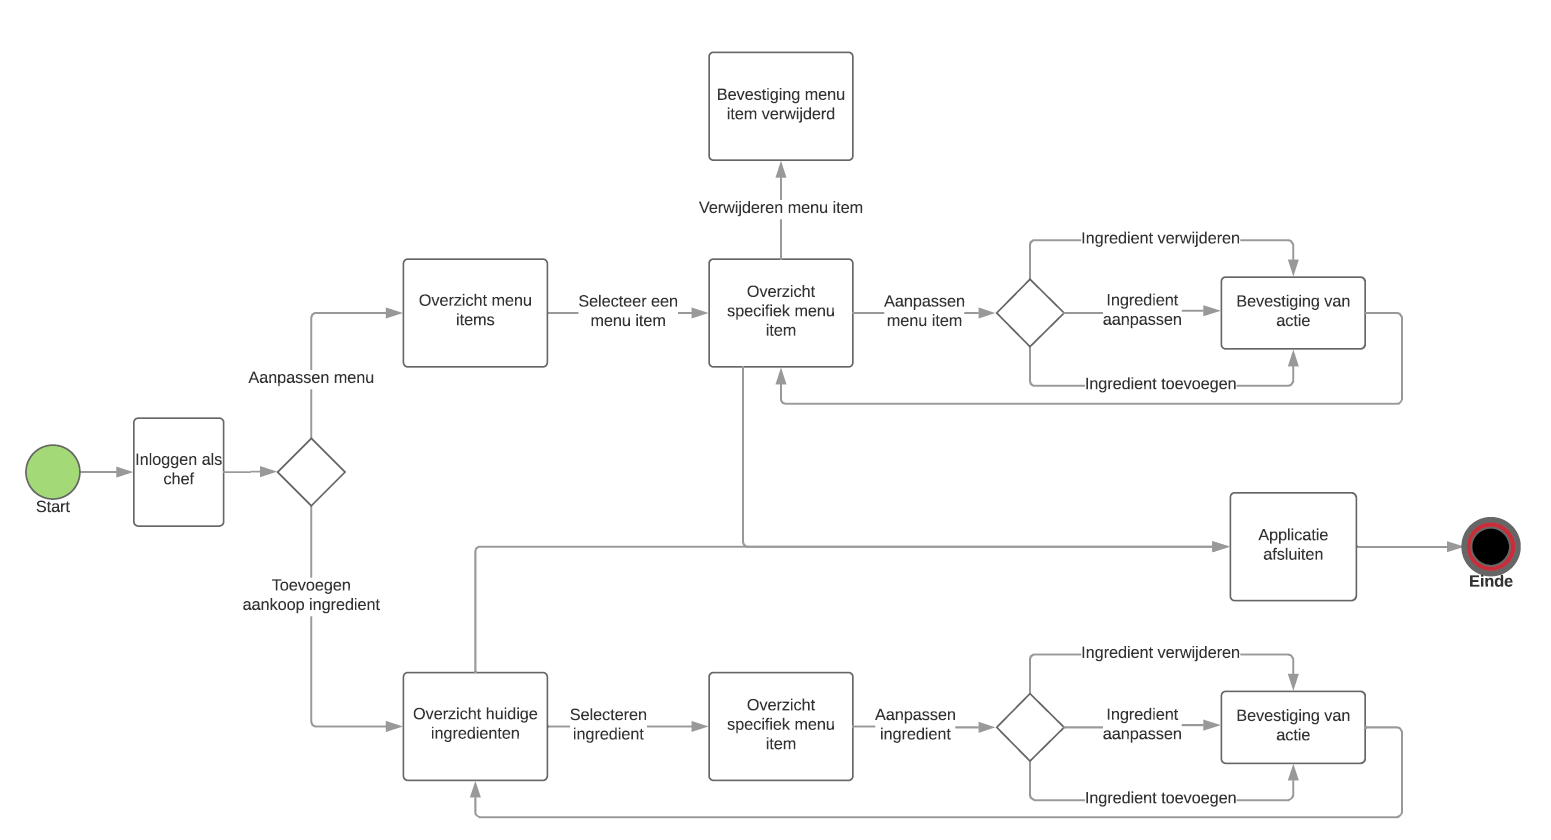 Bevestiging menu
item verwijderd
Verwijderen menu item
Ingredient verwijderen
Overzicht menu
items
Selecteer een
menu item
Overzicht
specifiek menu
item
Aanpassen
menu item
Ingredient
aanpassen
Bevestiging van
actie
Ingredient toevoegen
Aanpassen menu
Inloggen als
chef
Start
Applicatie
afsluiten
Einde
Toevoegen
aankoop ingredient
Ingredient verwijderen
Overzicht huidige
ingredienten
Selecteren
ingredient
Overzicht
specifiek menu
item
Aanpassen
ingredient
Ingredient
aanpassen
Bevestiging van
actie
Ingredient toevoegen